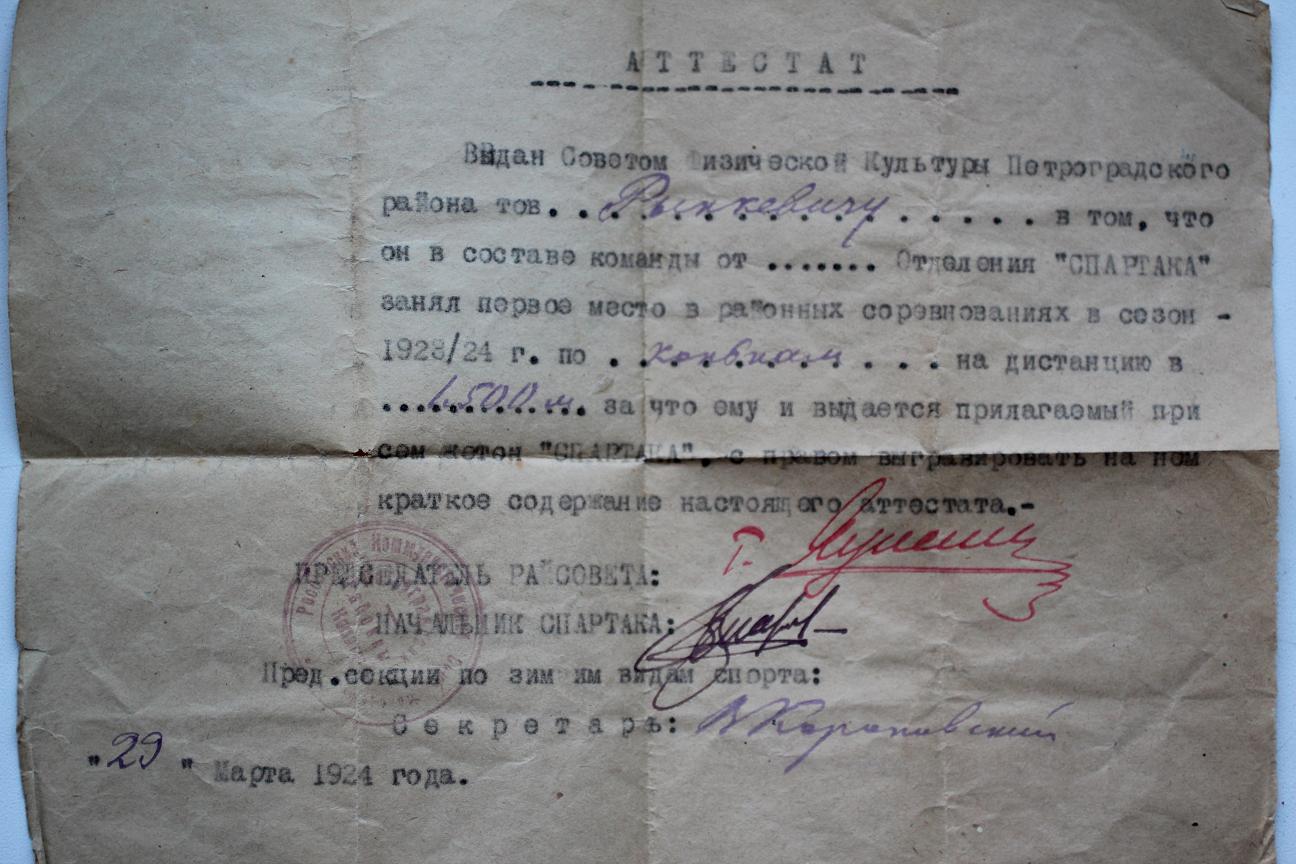 АТТЕСТАТ
Выдан Советом Физической Культуры Петроградского
района тов. . Рынкевичу . . . . . в том, что
он в составе команды от ....... Отделения "СПАРТАКА"
занял первое место в районных соревнованиях в сезон -
1923/24 г. по . конькам . . . на дистанцию в
...1500 м. за что ему и выдается прилагаемый при
сем жетон "СПАРТАКА", с правом выгравировать на нем
краткое содержание настоящего аттестата.-
ПРЕДСЕДАТЕЛЬ РАЙСОВЕТА:
НАЧАЛЬНИК СПАРТАКА:
Пред.секции по зимним видам спорта:
Секретарь:
"29" Марта 1924 года.